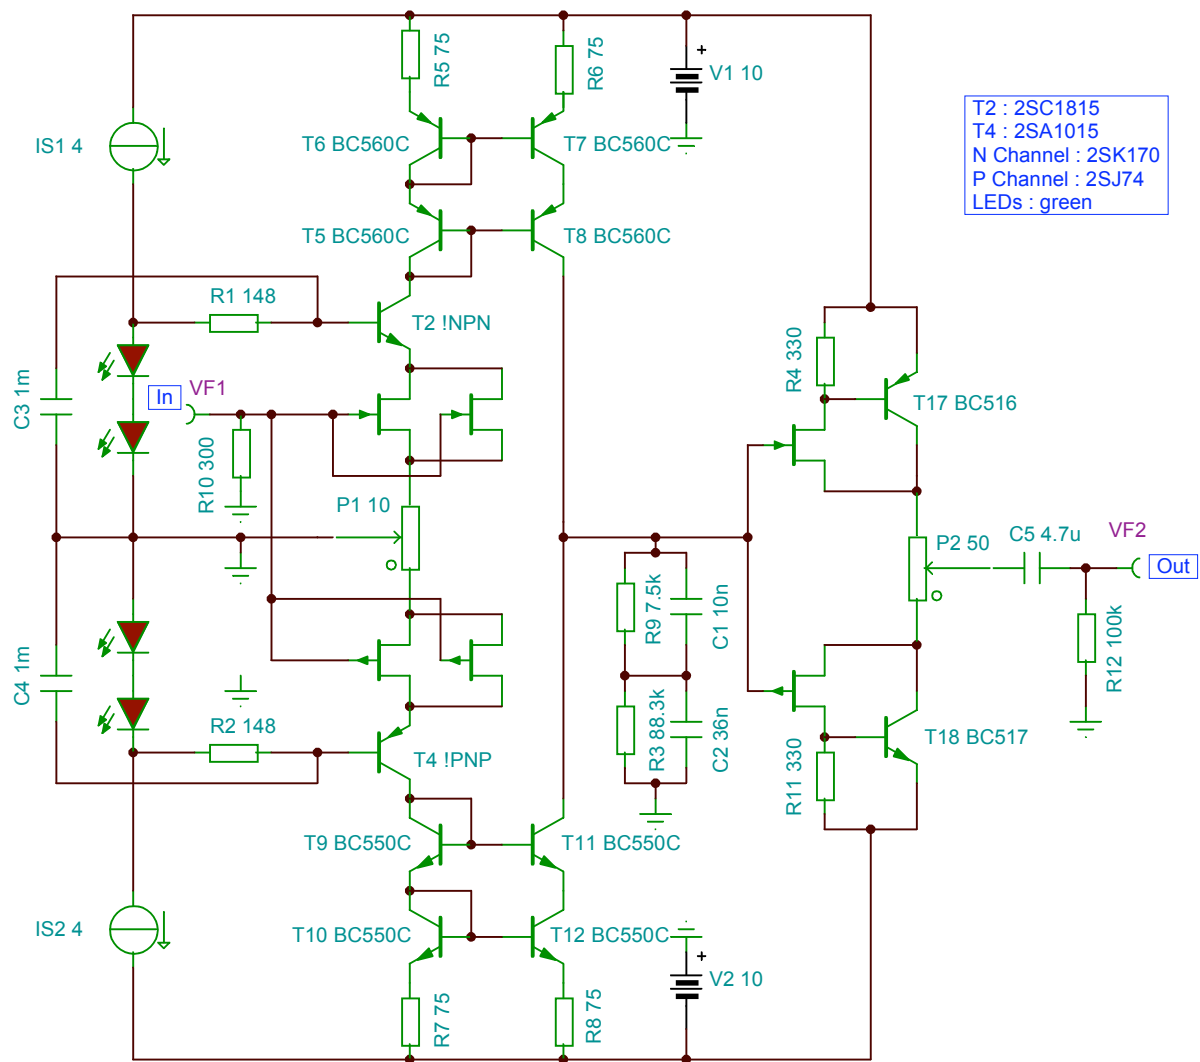 R5 75
R6 75
V1 10
T2 : 2SC1815
T4 : 2SA1015
N Channel : 2SK170
P Channel : 2SJ74
LEDs : green
IS1 4
T6 BC560C
T7 BC560C
T5 BC560C
T8 BC560C
R1 148
T2 !NPN
R4 330
C3 1m
In
VF1
T17 BC516
R10 300
P1 10
P2 50
C5 4.7u
VF2
Out
R9 7.5k
C1 10n
R12 100k
C4 1m
R2 148
R3 88.3k
C2 36n
T4 !PNP
T18 BC517
R11 330
T9 BC550C
T11 BC550C
IS2 4
T10 BC550C
T12 BC550C
V2 10
R7 75
R8 75